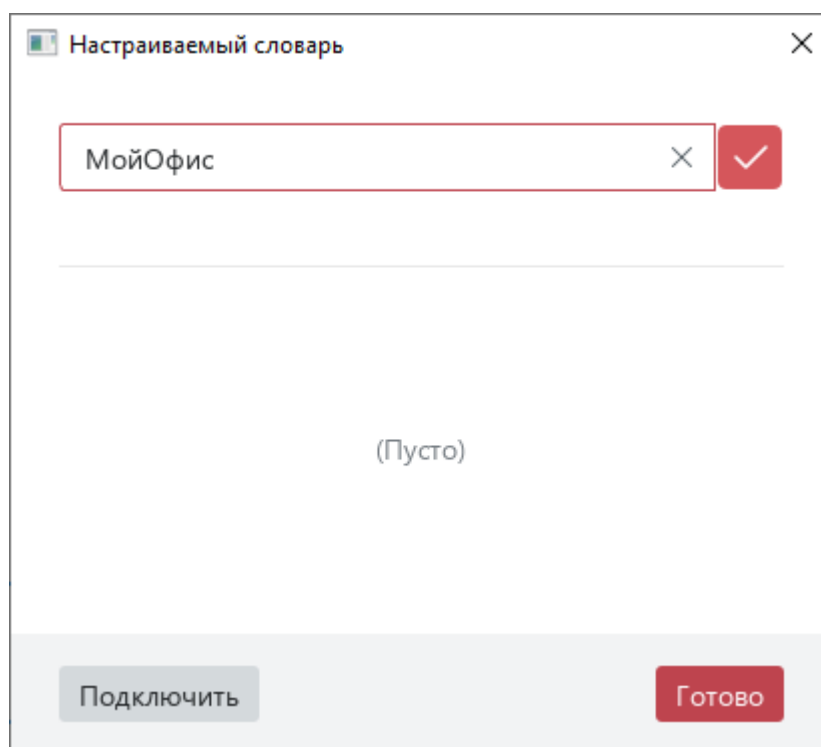 Настраиваемый словарь
МойОфис
(Пусто)
Подключить
Готово